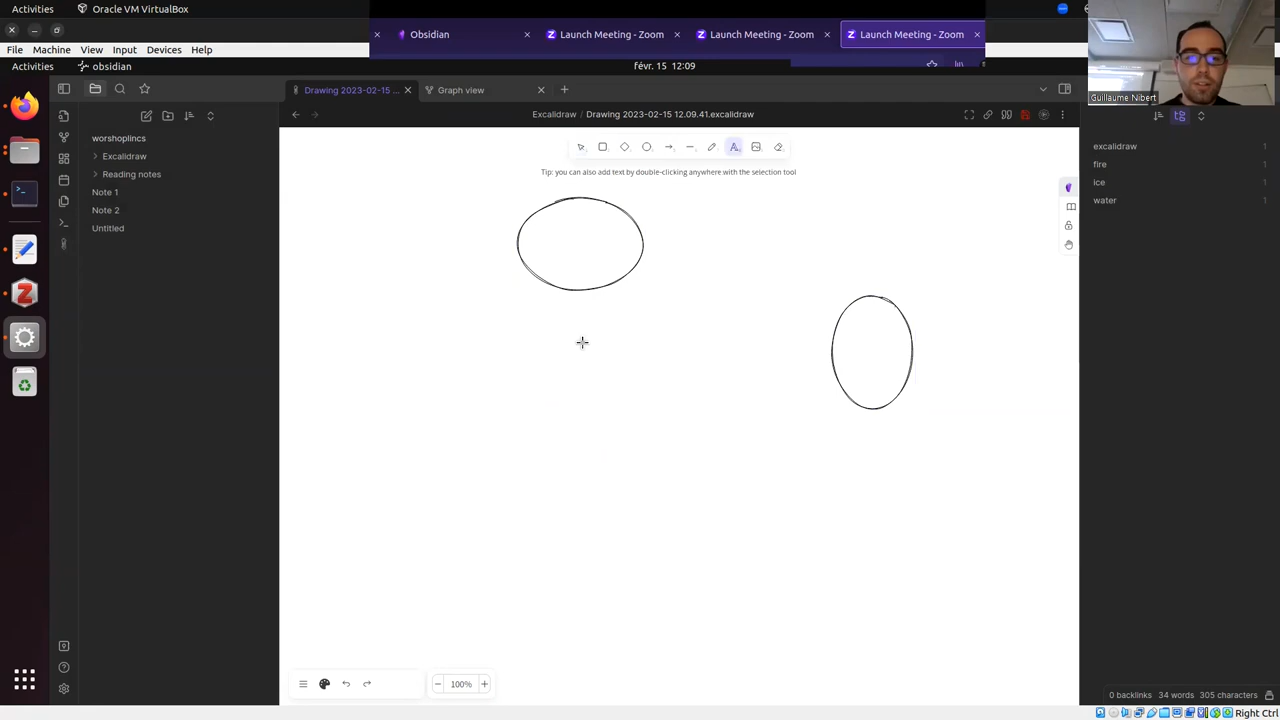 Activities
Oracle VM VirtualBox
Obsidian
Launch Meeting - Zoom
Launch Meeting - Zoom
Launch Meeting - Zoom
File Machine View Input Devices Help
Activities
obsidian
févr. 15 12:09
Guillaume Nibert
Drawing 2023-02-15 ...
Graph view
Excalidraw / Drawing 2023-02-15 12.09.41.excalidraw
worshoplincs
Excalidraw
Reading notes
Note 1
Note 2
Untitled
Tip: you can also add text by double-clicking anywhere with the selection tool
excalidraw 1
fire 1
ice 1
water 1
100%
0 backlinks 34 words 305 characters
Right Ctrl